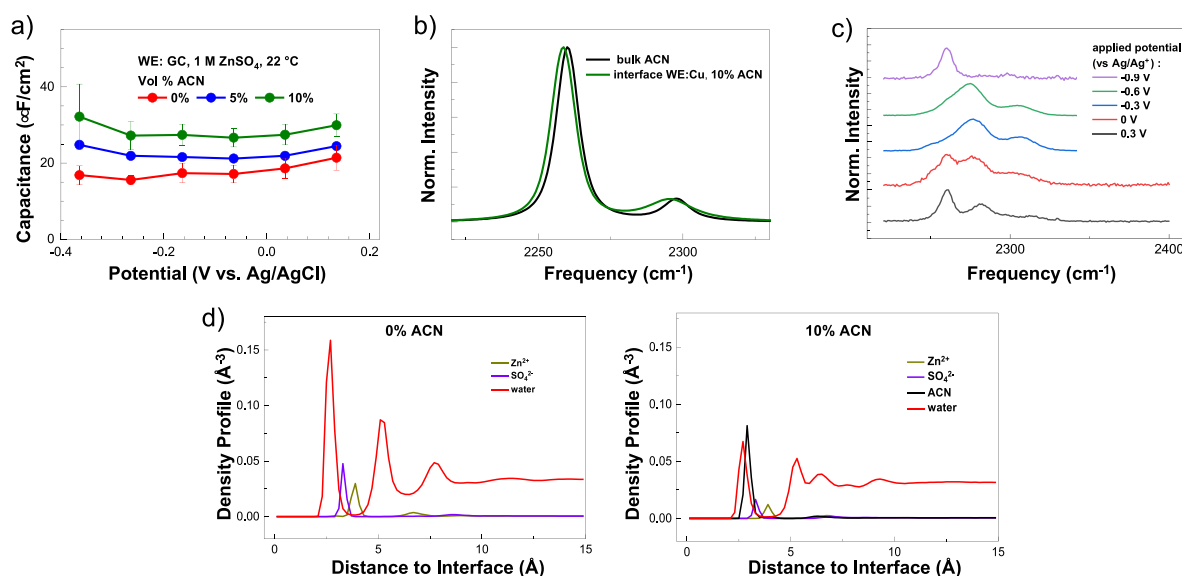 a)
WE: GC, 1 M ZnSO₄, 22 °C
Vol % ACN
0% 5% 10%
Capacitance (∝F/cm2)
60
40
20
0
-0.4 -0.2 0.0 0.2
Potential (V vs. Ag/AgCl)
b)
bulk ACN
interface WE:Cu, 10% ACN
Norm. Intensity
2250 2300
Frequency (cm⁻¹)
c)
applied potential
(vs Ag/Ag⁺) :
-0.9 V
-0.6 V
-0.3 V
0 V
0.3 V
Norm. Intensity
2300 2400
Frequency (cm⁻¹)
d)
0% ACN
Zn²⁺
SO₄²⁻
water
Density Profile (Å⁻³)
0.15
0.10
0.05
0.00
0 5 10 15
Distance to Interface (Å)
10% ACN
Zn²⁺
SO₄²⁻
ACN
water
Density Profile (Å⁻³)
0.15
0.10
0.05
0.00
0 5 10 15
Distance to Interface (Å)